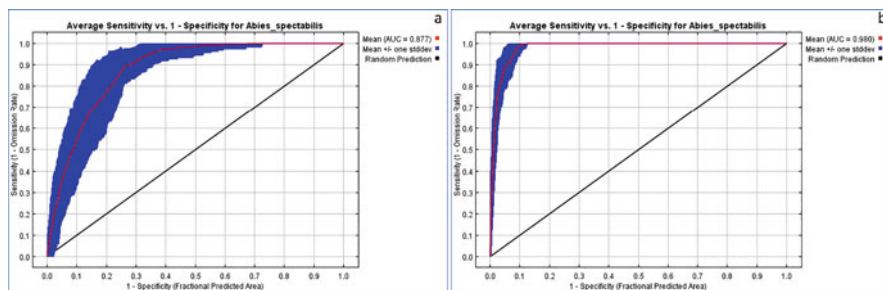 a
Average Sensitivity vs. 1 - Specificity for Abies_spectabilis
Mean (AUC = 0.877)
Mean +/- one stddev
Random Prediction
1.0
0.9
0.8
0.7
0.6
0.5
0.4
0.3
0.2
0.1
0.0
Sensitivity (1 - Omission Rate)
0.0 0.1 0.2 0.3 0.4 0.5 0.6 0.7 0.8 0.9 1.0
1 - Specificity (Fractional Predicted Area)
b
Average Sensitivity vs. 1 - Specificity for Abies_spectabilis
Mean (AUC = 0.980)
Mean +/- one stddev
Random Prediction
1.0
0.9
0.8
0.7
0.6
0.5
0.4
0.3
0.2
0.1
0.0
Sensitivity (1 - Omission Rate)
0.0 0.1 0.2 0.3 0.4 0.5 0.6 0.7 0.8 0.9 1.0
1 - Specificity (Fractional Predicted Area)